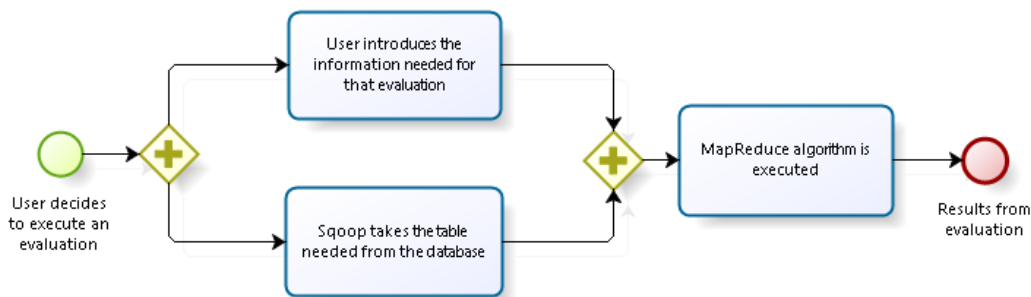 User introduces the
information needed for
that evaluation
User decides
to execute an
evaluation
Sqoop takes the table
needed from the database
MapReduce algorithm is
executed
Results from
evaluation